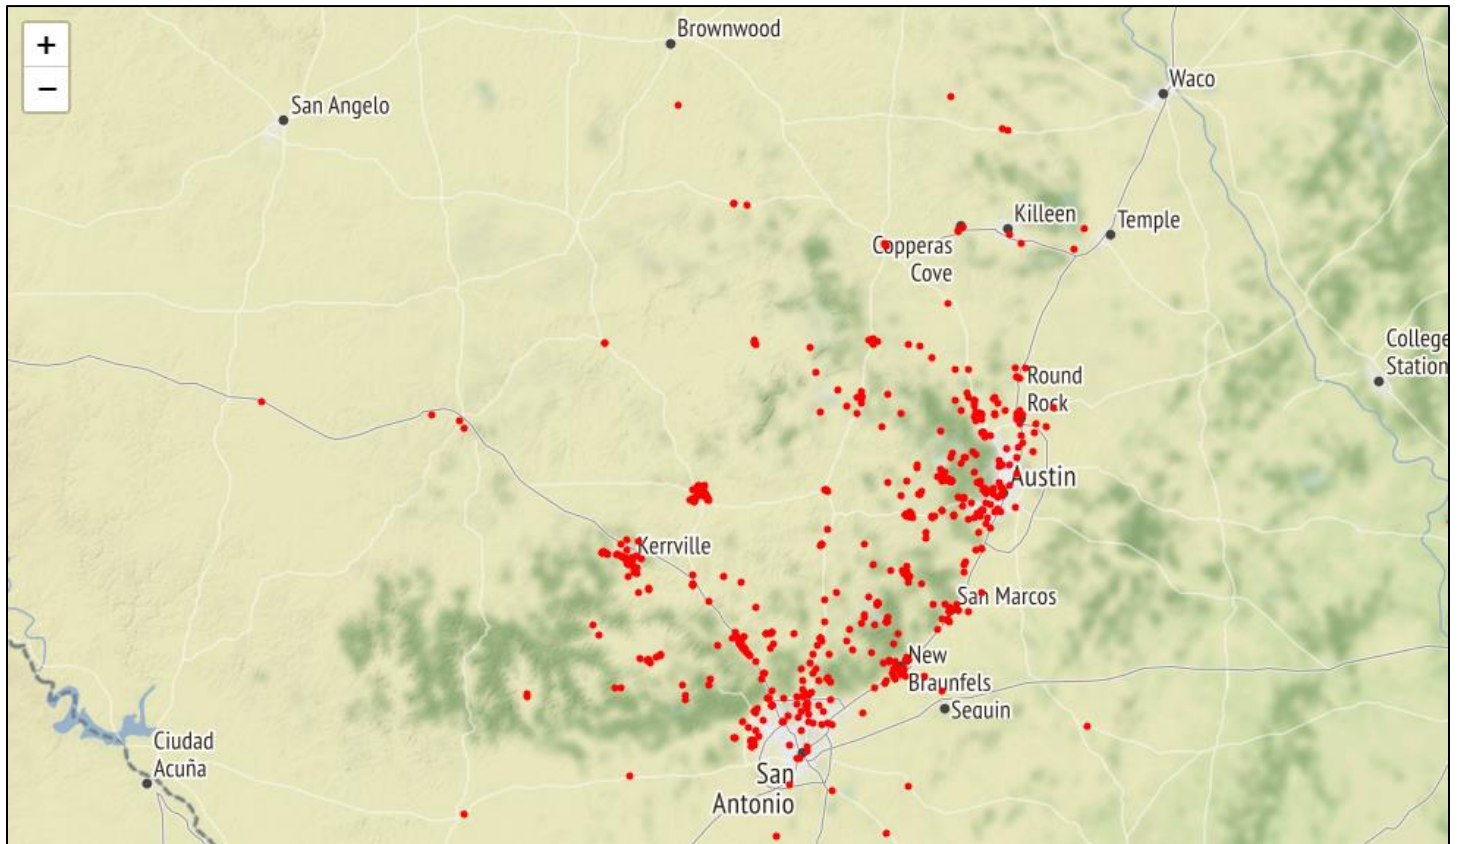 +
−
Brownwood
San Angelo
Waco
Killeen
Temple
Copperas
Cove
College
Station
Round
Rock
Austin
Kerrville
San Marcos
New
Braunfels
Seguin
Ciudad
Acuña
San
Antonio